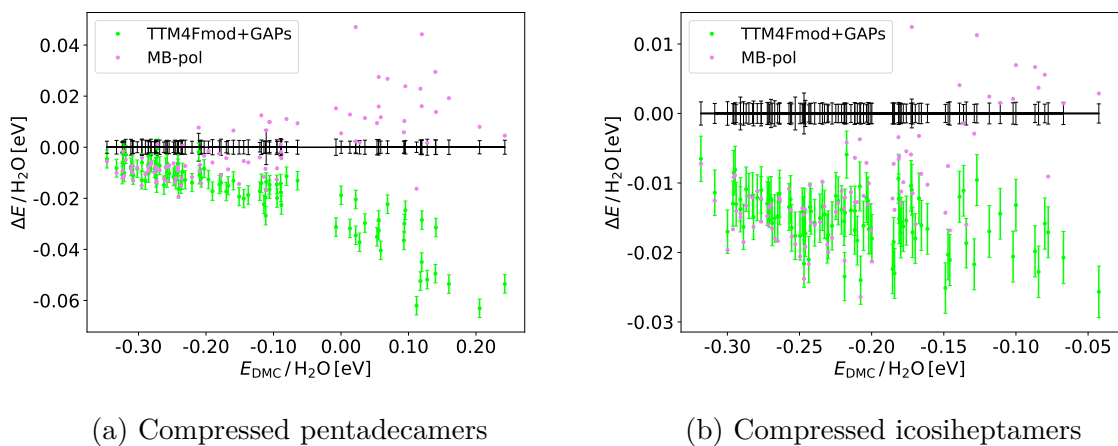 0.04
0.02
0.00
-0.02
-0.04
-0.06
ΔE / H₂O [eV]
TTM4Fmod+GAPs
MB-pol
-0.30 -0.20 -0.10 0.00 0.10 0.20
E_DMC / H₂O [eV]
(a) Compressed pentadecamers
0.01
0.00
-0.01
-0.02
-0.03
ΔE / H₂O [eV]
TTM4Fmod+GAPs
MB-pol
-0.30 -0.25 -0.20 -0.15 -0.10 -0.05
E_DMC / H₂O [eV]
(b) Compressed icosiheptamers